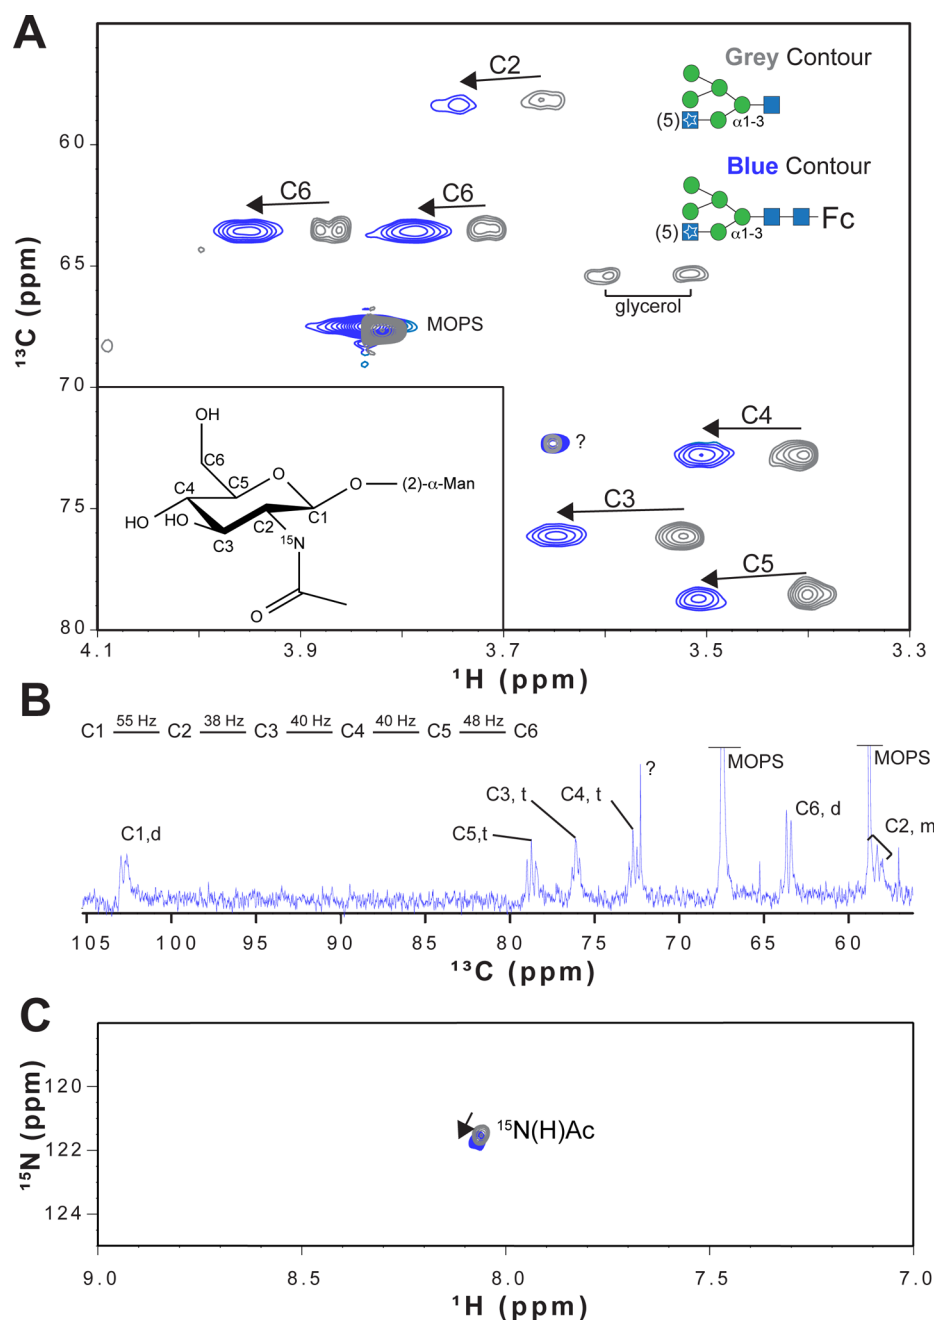 A
C2
Grey Contour
(5)
α1-3
60
C6
C6
Blue Contour
(5)
α1-3
Fc
65
glycerol
MOPS
¹³C (ppm)
70
OH
C6
C4
C5
O
O
(2)-α-Man
HO
HO
C2
C1
C3
¹⁵N
O
C4
?
75
C3
C5
80
4.1
3.9
3.7
3.5
3.3
¹H (ppm)
B
C1 55 Hz C2 38 Hz C3 40 Hz C4 40 Hz C5 48 Hz C6
MOPS
MOPS
?
C3, t
C4, t
C6, d
C1,d
C5,t
C2, m
105 100 95 90 85 80 75 70 65 60
¹³C (ppm)
C
120
¹⁵N(H)Ac
122
124
¹⁵N (ppm)
9.0 8.5 8.0 7.5 7.0
¹H (ppm)